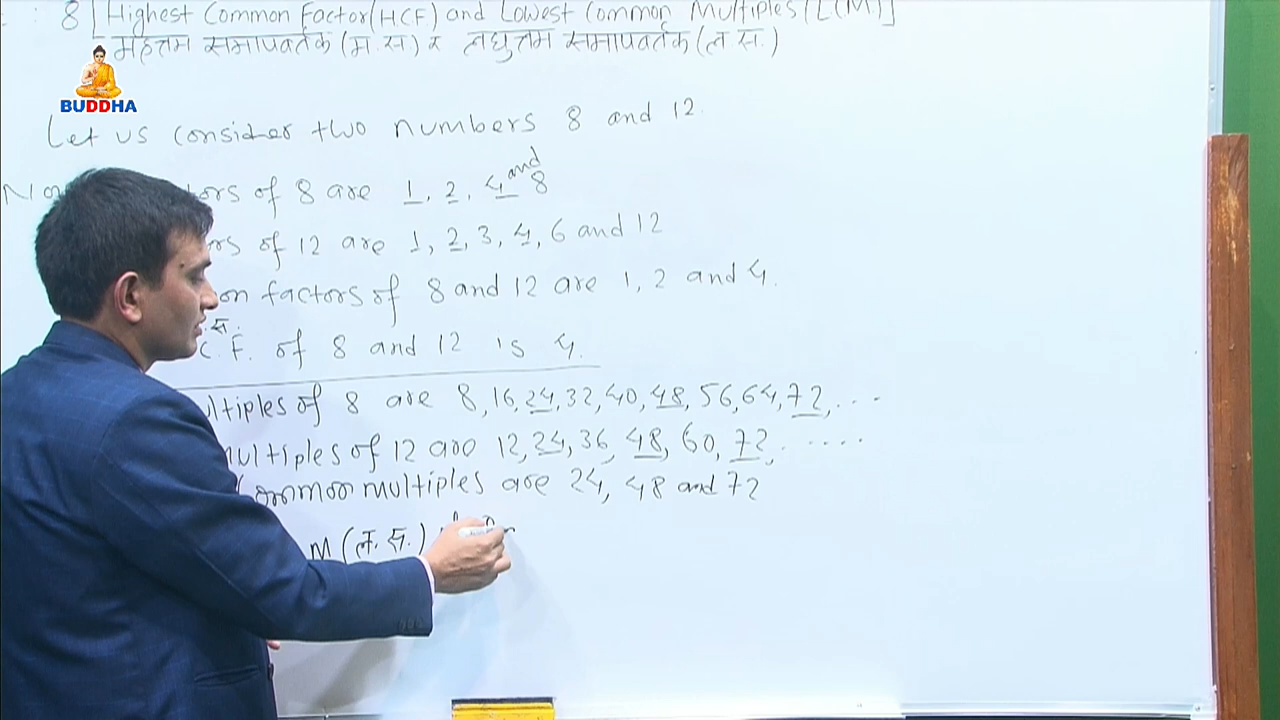 8 Highest Common Factor (HCF) and Lowest Common Multiples (LCM)
महत्तम समापवर्तक (म.स) र लघुत्तम समापवर्तक (ल.स.)
BUDDHA
Let us consider two numbers 8 and 12.
of 8 are 1, 2, 4 and 8
of 12 are 1, 2, 3, 4, 6 and 12
factors of 8 and 12 are 1, 2 and 4.
स.
C.F. of 8 and 12 is 4.
ltiples of 8 are 8, 16, 24, 32, 40, 48, 56, 64, 72, ...
multiples of 12 are 12, 24, 36, 48, 60, 72, .....
Common multiples are 24, 48 and 72
M (ल. स.)